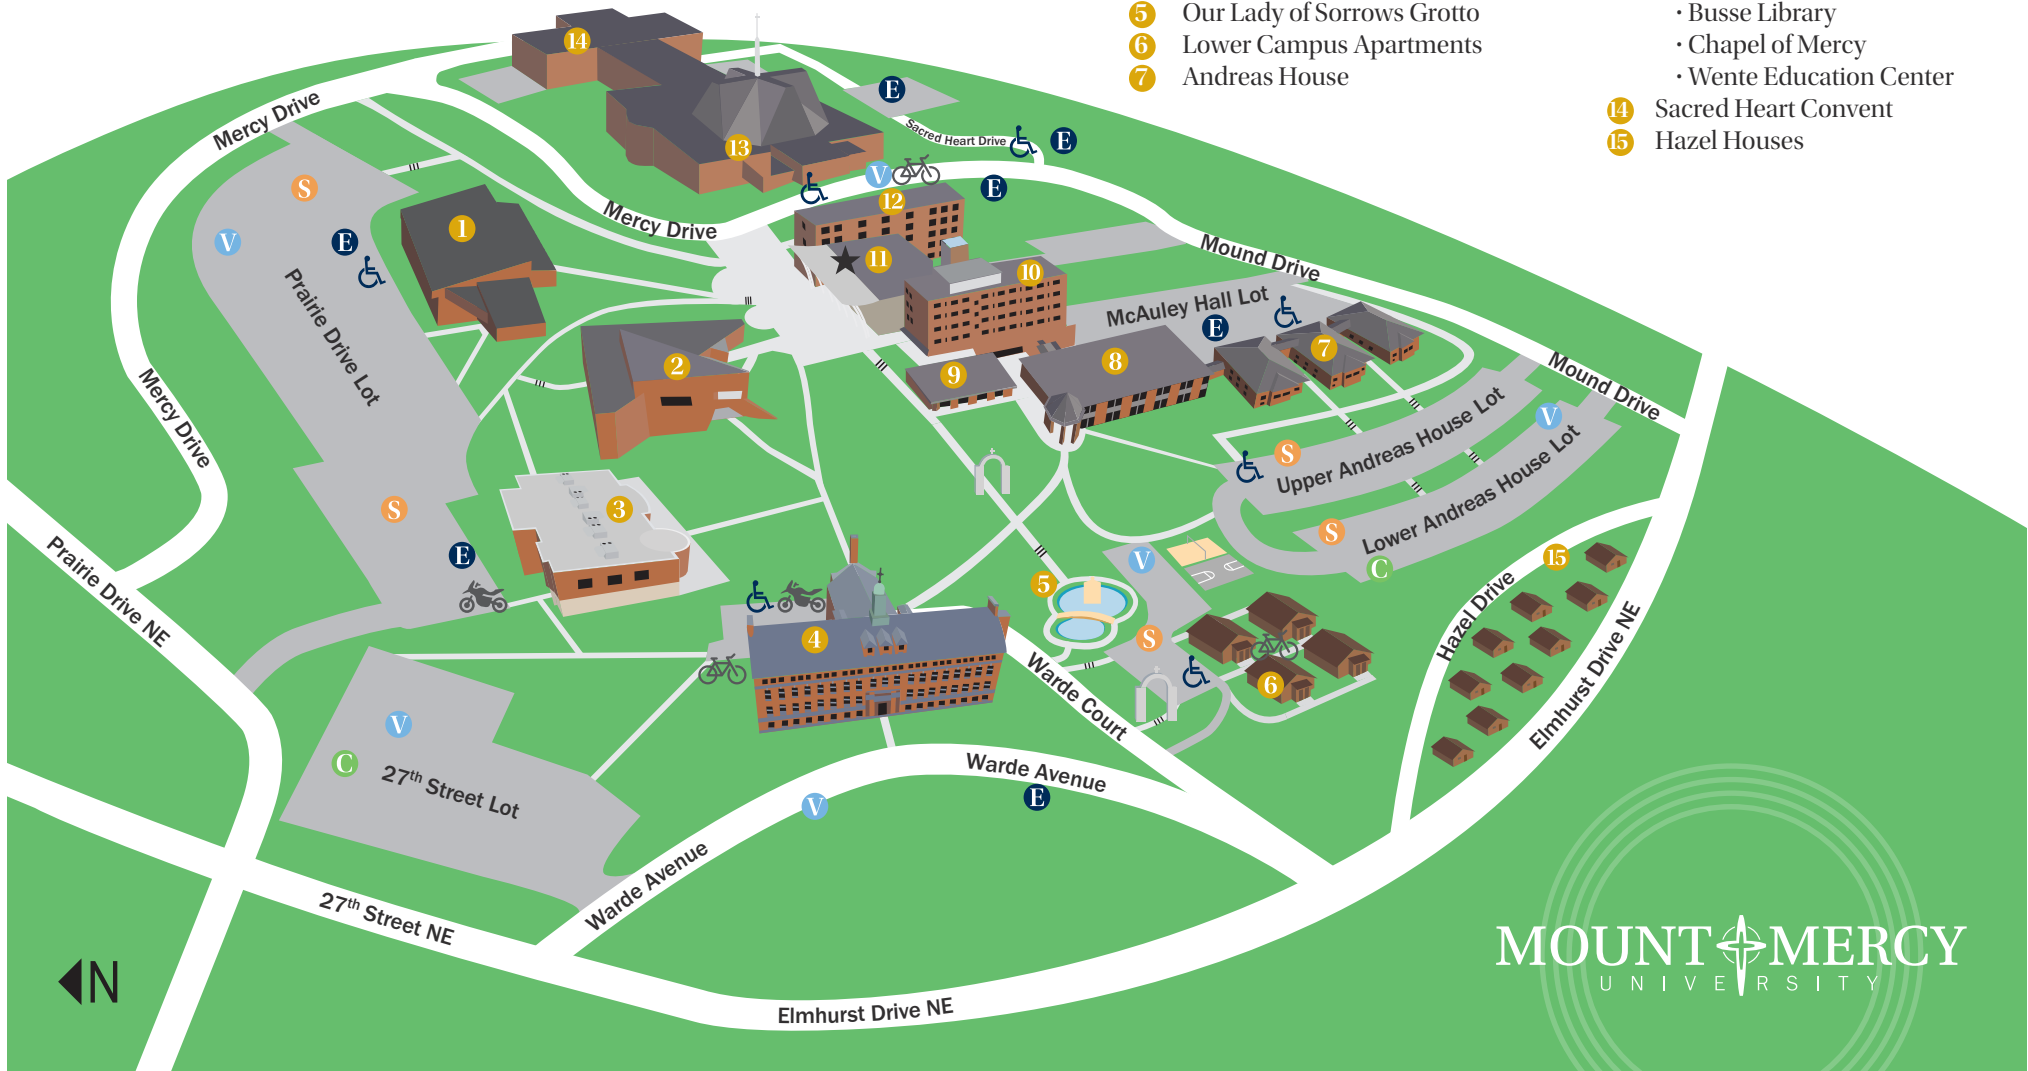 5 Our Lady of Sorrows Grotto
6 Lower Campus Apartments
7 Andreas House
· Busse Library
· Chapel of Mercy
· Wente Education Center
14 Sacred Heart Convent
15 Hazel Houses
14
E
Mercy Drive
Sacred Heart Drive
E
13
V
E
S
12
Mercy Drive
1
V
E
11
10
Mound Drive
Prairie Drive Lot
McAuley Hall Lot
E
7
2
9
8
Mound Drive
Mercy Drive
V
Upper Andreas House Lot
S
S
3
Lower Andreas House Lot
S
E
V
C
15
Prairie Drive NE
5
Hazel Drive
4
S
6
Elmhurst Drive NE
Warde Court
V
C
27th Street Lot
Warde Avenue
E
V
Warde Avenue
27th Street NE
N
Elmhurst Drive NE
MOUNT MERCY
UNIVERSITY